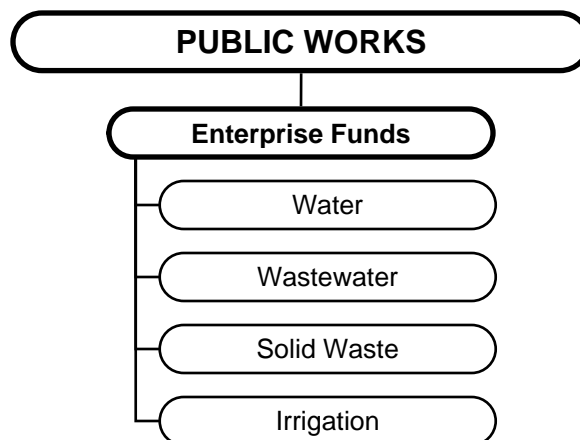 PUBLIC WORKS
Enterprise Funds
Water
Wastewater
Solid Waste
Irrigation